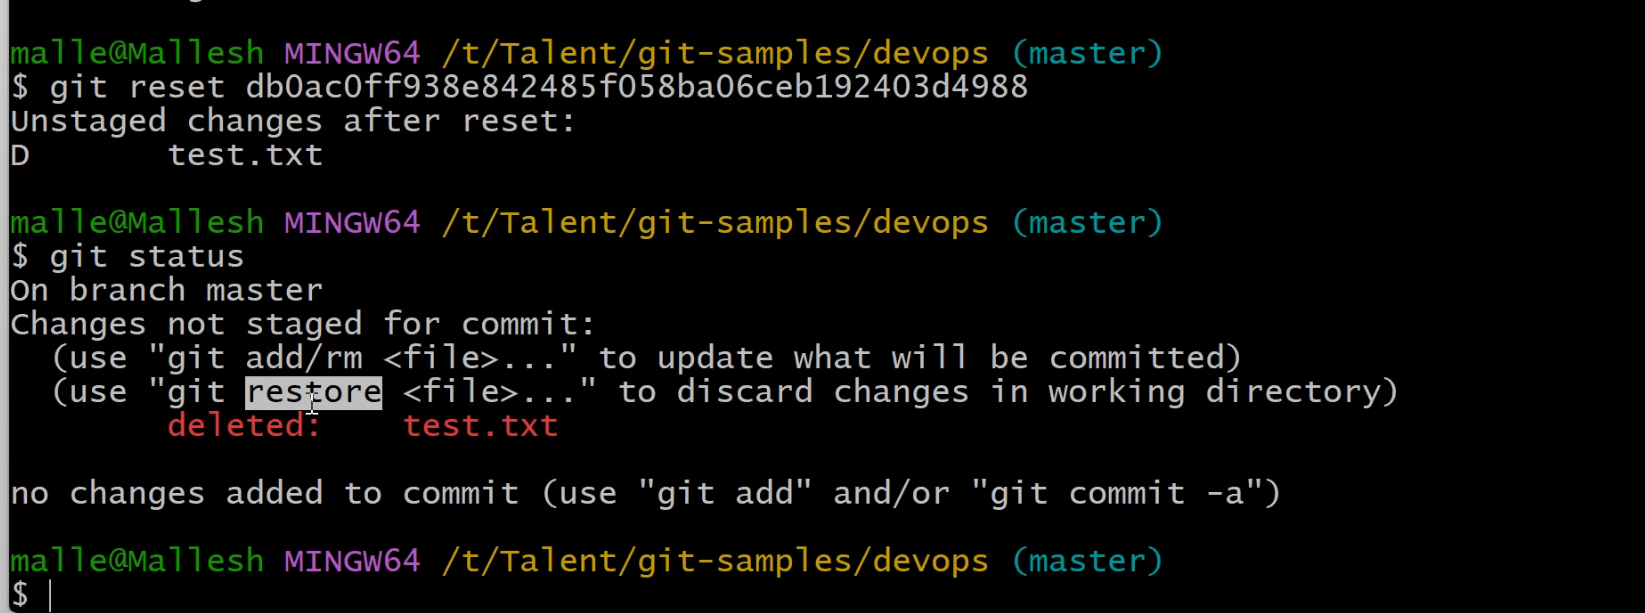 malle@Mallesh MINGW64 /t/Talent/git-samples/devops (master)
$ git reset db0ac0ff938e842485f058ba06ceb192403d4988
Unstaged changes after reset:
D       test.txt
malle@Mallesh MINGW64 /t/Talent/git-samples/devops (master)
$ git status
On branch master
Changes not staged for commit:
  (use "git add/rm <file>..." to update what will be committed)
  (use "git restore <file>..." to discard changes in working directory)
        deleted:    test.txt
no changes added to commit (use "git add" and/or "git commit -a")
malle@Mallesh MINGW64 /t/Talent/git-samples/devops (master)
$